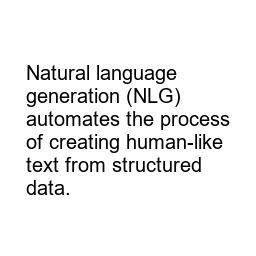 Natural language
generation (NLG)
automates the process
of creating human-like
text from structured
data.